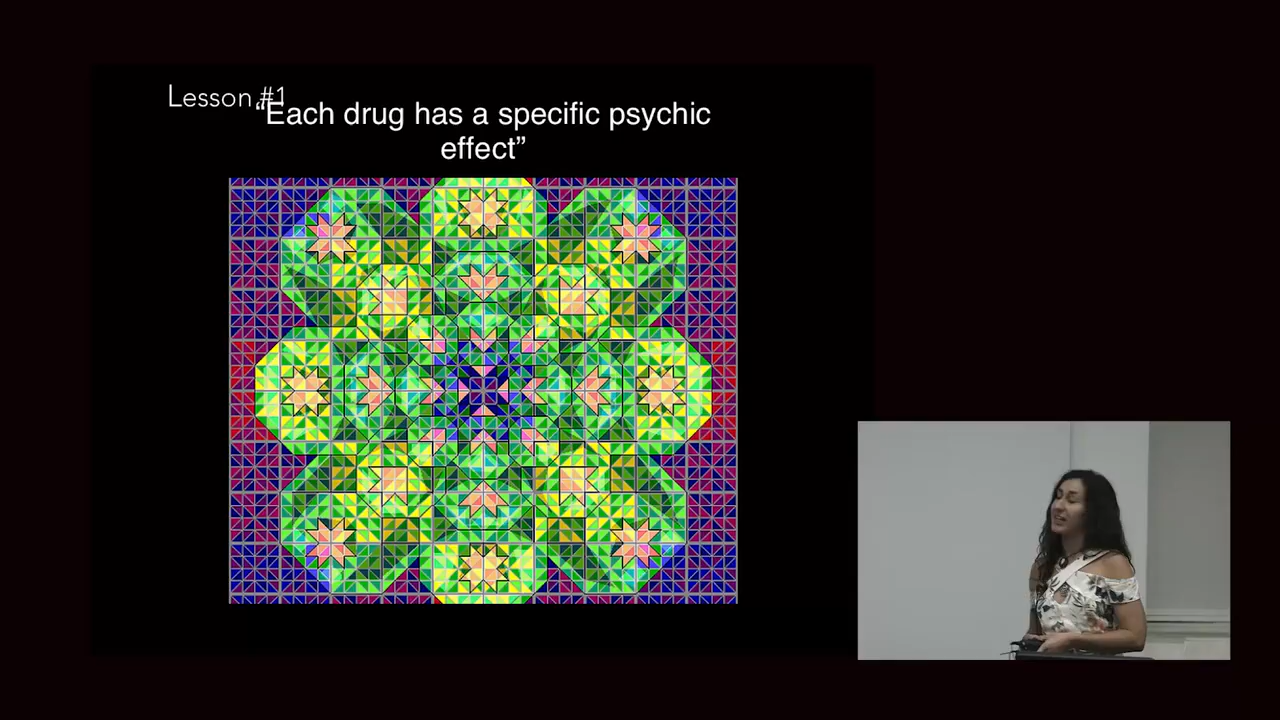 Lesson #1
“Each drug has a specific psychic
effect”